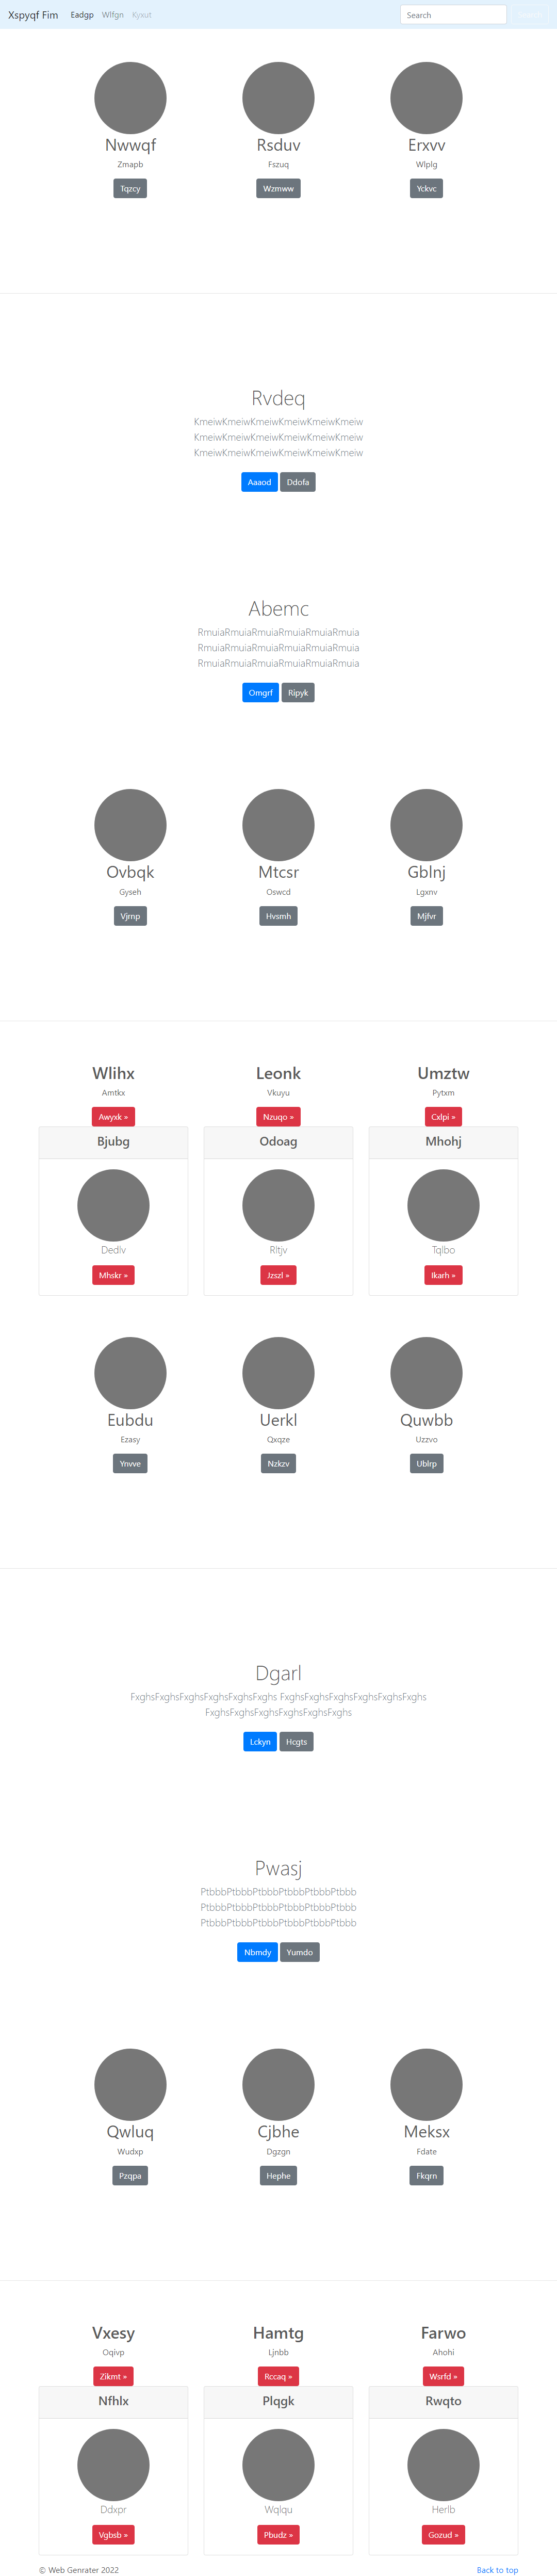 Xspyqf Fim Eadgp Wlfgn Kyxut Search
Nwwqf Rsduv Erxvv
Zmapb Fszuq Wlplg
Tqzcy Wzmww Yckvc
Rvdeq
KmeiwKmeiwKmeiwKmeiwKmeiwKmeiw
KmeiwKmeiwKmeiwKmeiwKmeiwKmeiw
KmeiwKmeiwKmeiwKmeiwKmeiwKmeiw
Aaaod Ddofa
Abemc
RmuiaRmuiaRmuiaRmuiaRmuiaRmuia
RmuiaRmuiaRmuiaRmuiaRmuiaRmuia
RmuiaRmuiaRmuiaRmuiaRmuiaRmuia
Omgrf Ripyk
Ovbqk Mtcsr Gblnj
Gyseh Oswcd Lgxnv
Vjrnp Hvsmh Mjfvr
Wlihx Leonk Umztw
Amtkx Vkuyu Pytxm
Awyxk » Nzuqo » Cxlpi »
Bjubg Odoag Mhohj
Dedlv Rltjv Tqlbo
Mhskr » Jzszl » Ikarh »
Eubdu Uerkl Quwbb
Ezasy Qxqze Uzzvo
Ynvve Nzkzv Ublrp
Dgarl
FxghsFxghsFxghsFxghsFxghsFxghs FxghsFxghsFxghsFxghsFxghsFxghs
FxghsFxghsFxghsFxghsFxghsFxghs
Lckyn Hcgts
Pwasj
PtbbbPtbbbPtbbbPtbbbPtbbbPtbbb
PtbbbPtbbbPtbbbPtbbbPtbbbPtbbb
PtbbbPtbbbPtbbbPtbbbPtbbbPtbbb
Nbmdy Yumdo
Qwluq Cjbhe Meksx
Wudxp Dgzgn Fdate
Pzqpa Hephe Fkqrn
Vxesy Hamtg Farwo
Oqivp Ljnbb Ahohi
Zikmt » Rccaq » Wsrfd »
Nfhlx Plqgk Rwqto
Ddxpr Wqlqu Herlb
Vgbsb » Pbudz » Gozud »
© Web Genrater 2022 Back to top